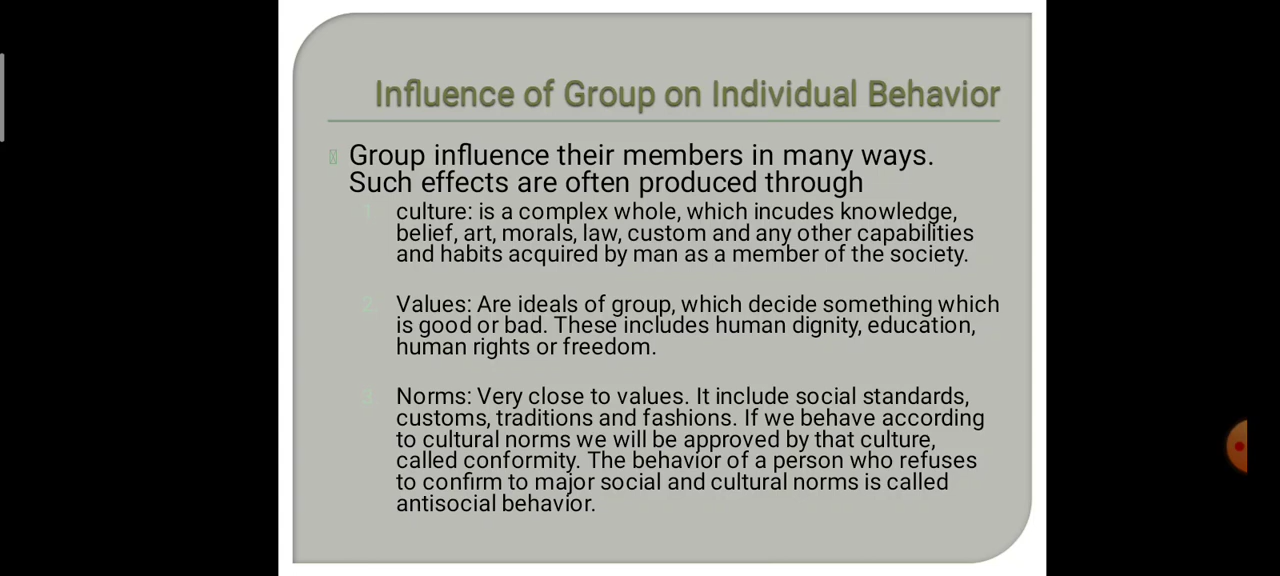 Influence of Group on Individual Behavior
Group influence their members in many ways.
Such effects are often produced through
1. culture: is a complex whole, which incudes knowledge,
belief, art, morals, law, custom and any other capabilities
and habits acquired by man as a member of the society.
2. Values: Are ideals of group, which decide something which
is good or bad. These includes human dignity, education,
human rights or freedom.
3. Norms: Very close to values. It include social standards,
customs, traditions and fashions. If we behave according
to cultural norms we will be approved by that culture,
called conformity. The behavior of a person who refuses
to confirm to major social and cultural norms is called
antisocial behavior.